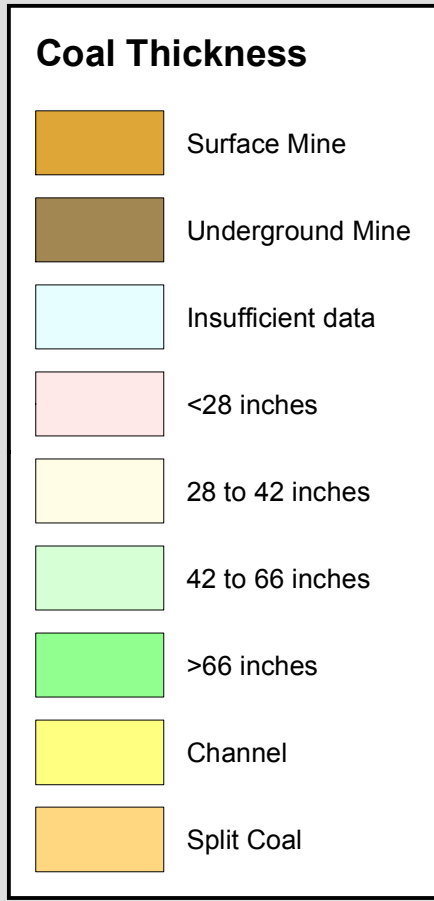 Coal Thickness
Surface Mine
Underground Mine
Insufficient data
<28 inches
28 to 42 inches
42 to 66 inches
>66 inches
Channel
Split Coal